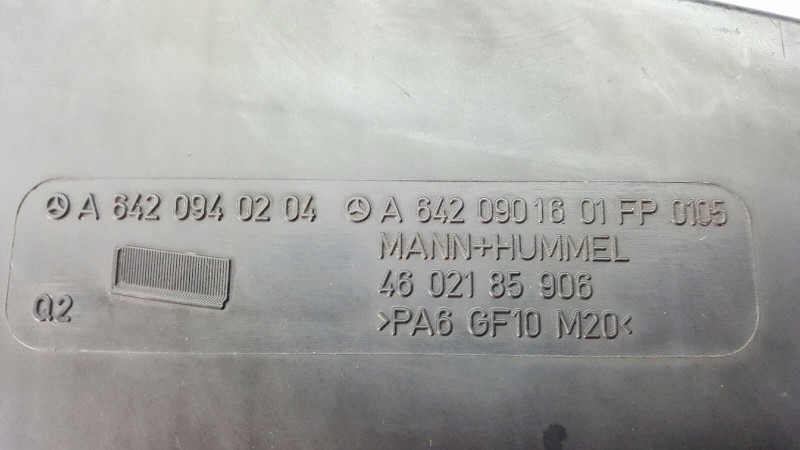 A 642 094 02 04 A 642 090 16 01 FP 0105
MANN+HUMMEL
46 021 85 906
Q2 >PA6 GF10 M20<